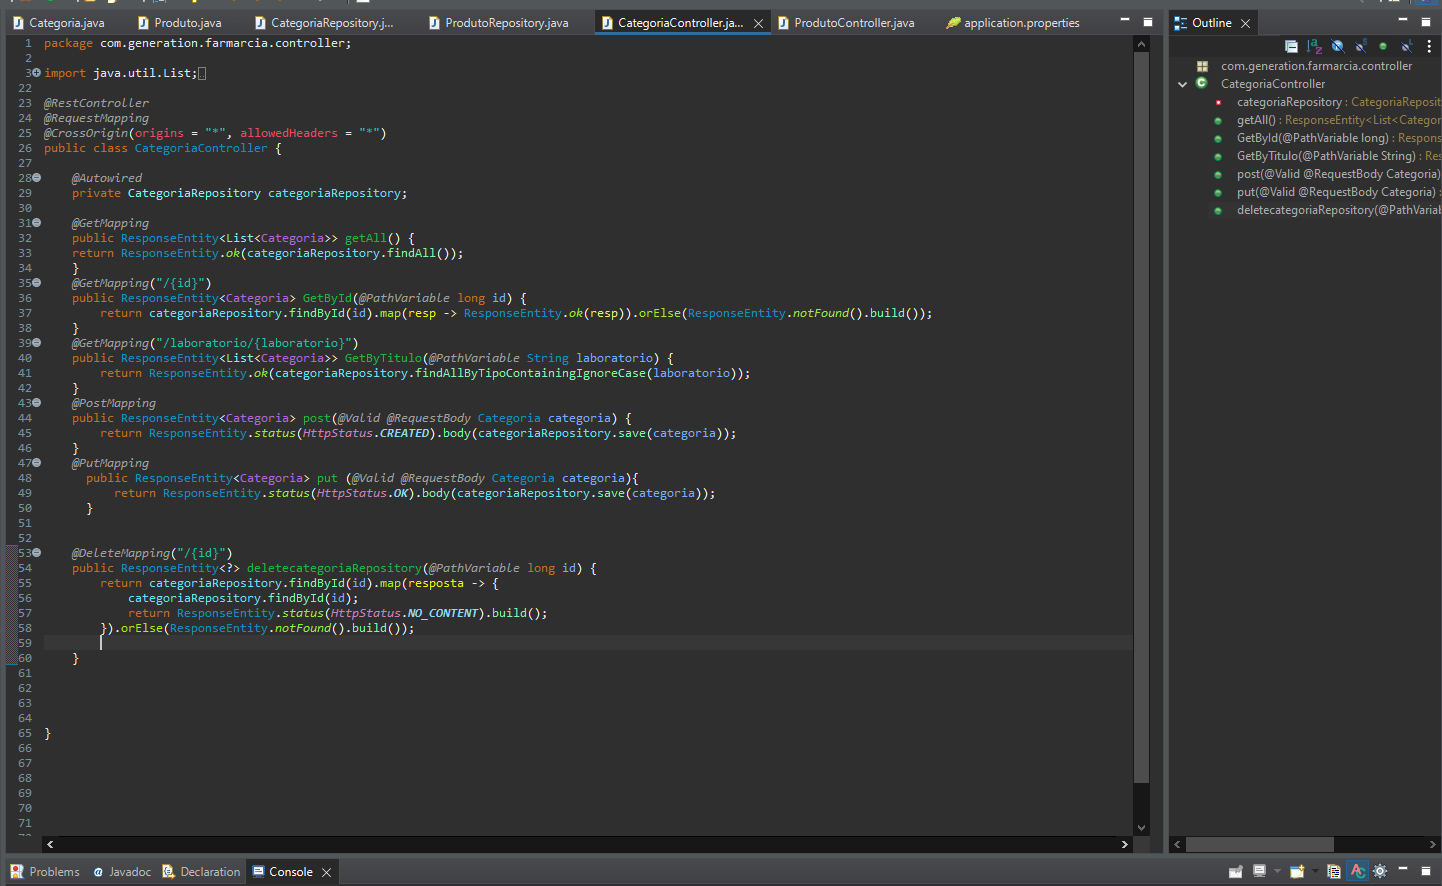 Categoria.java
Produto.java
CategoriaRepository.j...
ProdutoRepository.java
CategoriaController.ja...
ProdutoController.java
application.properties
1 package com.generation.farmarcia.controller;
2
3 import java.util.List;
22
23 @RestController
24 @RequestMapping
25 @CrossOrigin(origins = "*", allowedHeaders = "*")
26 public class CategoriaController {
27
28 @Autowired
29 private CategoriaRepository categoriaRepository;
30
31 @GetMapping
32 public ResponseEntity<List<Categoria>> getAll() {
33 return ResponseEntity.ok(categoriaRepository.findAll());
34 }
35 @GetMapping("/{id}")
36 public ResponseEntity<Categoria> GetById(@PathVariable long id) {
37 return categoriaRepository.findById(id).map(resp -> ResponseEntity.ok(resp)).orElse(ResponseEntity.notFound().build());
38 }
39 @GetMapping("/laboratorio/{laboratorio}")
40 public ResponseEntity<List<Categoria>> GetByTitulo(@PathVariable String laboratorio) {
41 return ResponseEntity.ok(categoriaRepository.findAllByTipoContainingIgnoreCase(laboratorio));
42 }
43 @PostMapping
44 public ResponseEntity<Categoria> post(@Valid @RequestBody Categoria categoria) {
45 return ResponseEntity.status(HttpStatus.CREATED).body(categoriaRepository.save(categoria));
46 }
47 @PutMapping
48 public ResponseEntity<Categoria> put (@Valid @RequestBody Categoria categoria){
49 return ResponseEntity.status(HttpStatus.OK).body(categoriaRepository.save(categoria));
50 }
51
52
53 @DeleteMapping("/{id}")
54 public ResponseEntity<?> deletecategoriaRepository(@PathVariable long id) {
55 return categoriaRepository.findById(id).map(resposta -> {
56 categoriaRepository.findById(id);
57 return ResponseEntity.status(HttpStatus.NO_CONTENT).build();
58 }).orElse(ResponseEntity.notFound().build());
59
60 }
61
62
63
64
65 }
66
67
68
69
70
71
Outline
com.generation.farmarcia.controller
CategoriaController
categoriaRepository : CategoriaReposit
getAll() : ResponseEntity<List<Categor
GetById(@PathVariable long) : Respons
GetByTitulo(@PathVariable String) : Res
post(@Valid @RequestBody Categoria)
put(@Valid @RequestBody Categoria) :
deletecategoriaRepository(@PathVariab
Problems
Javadoc
Declaration
Console